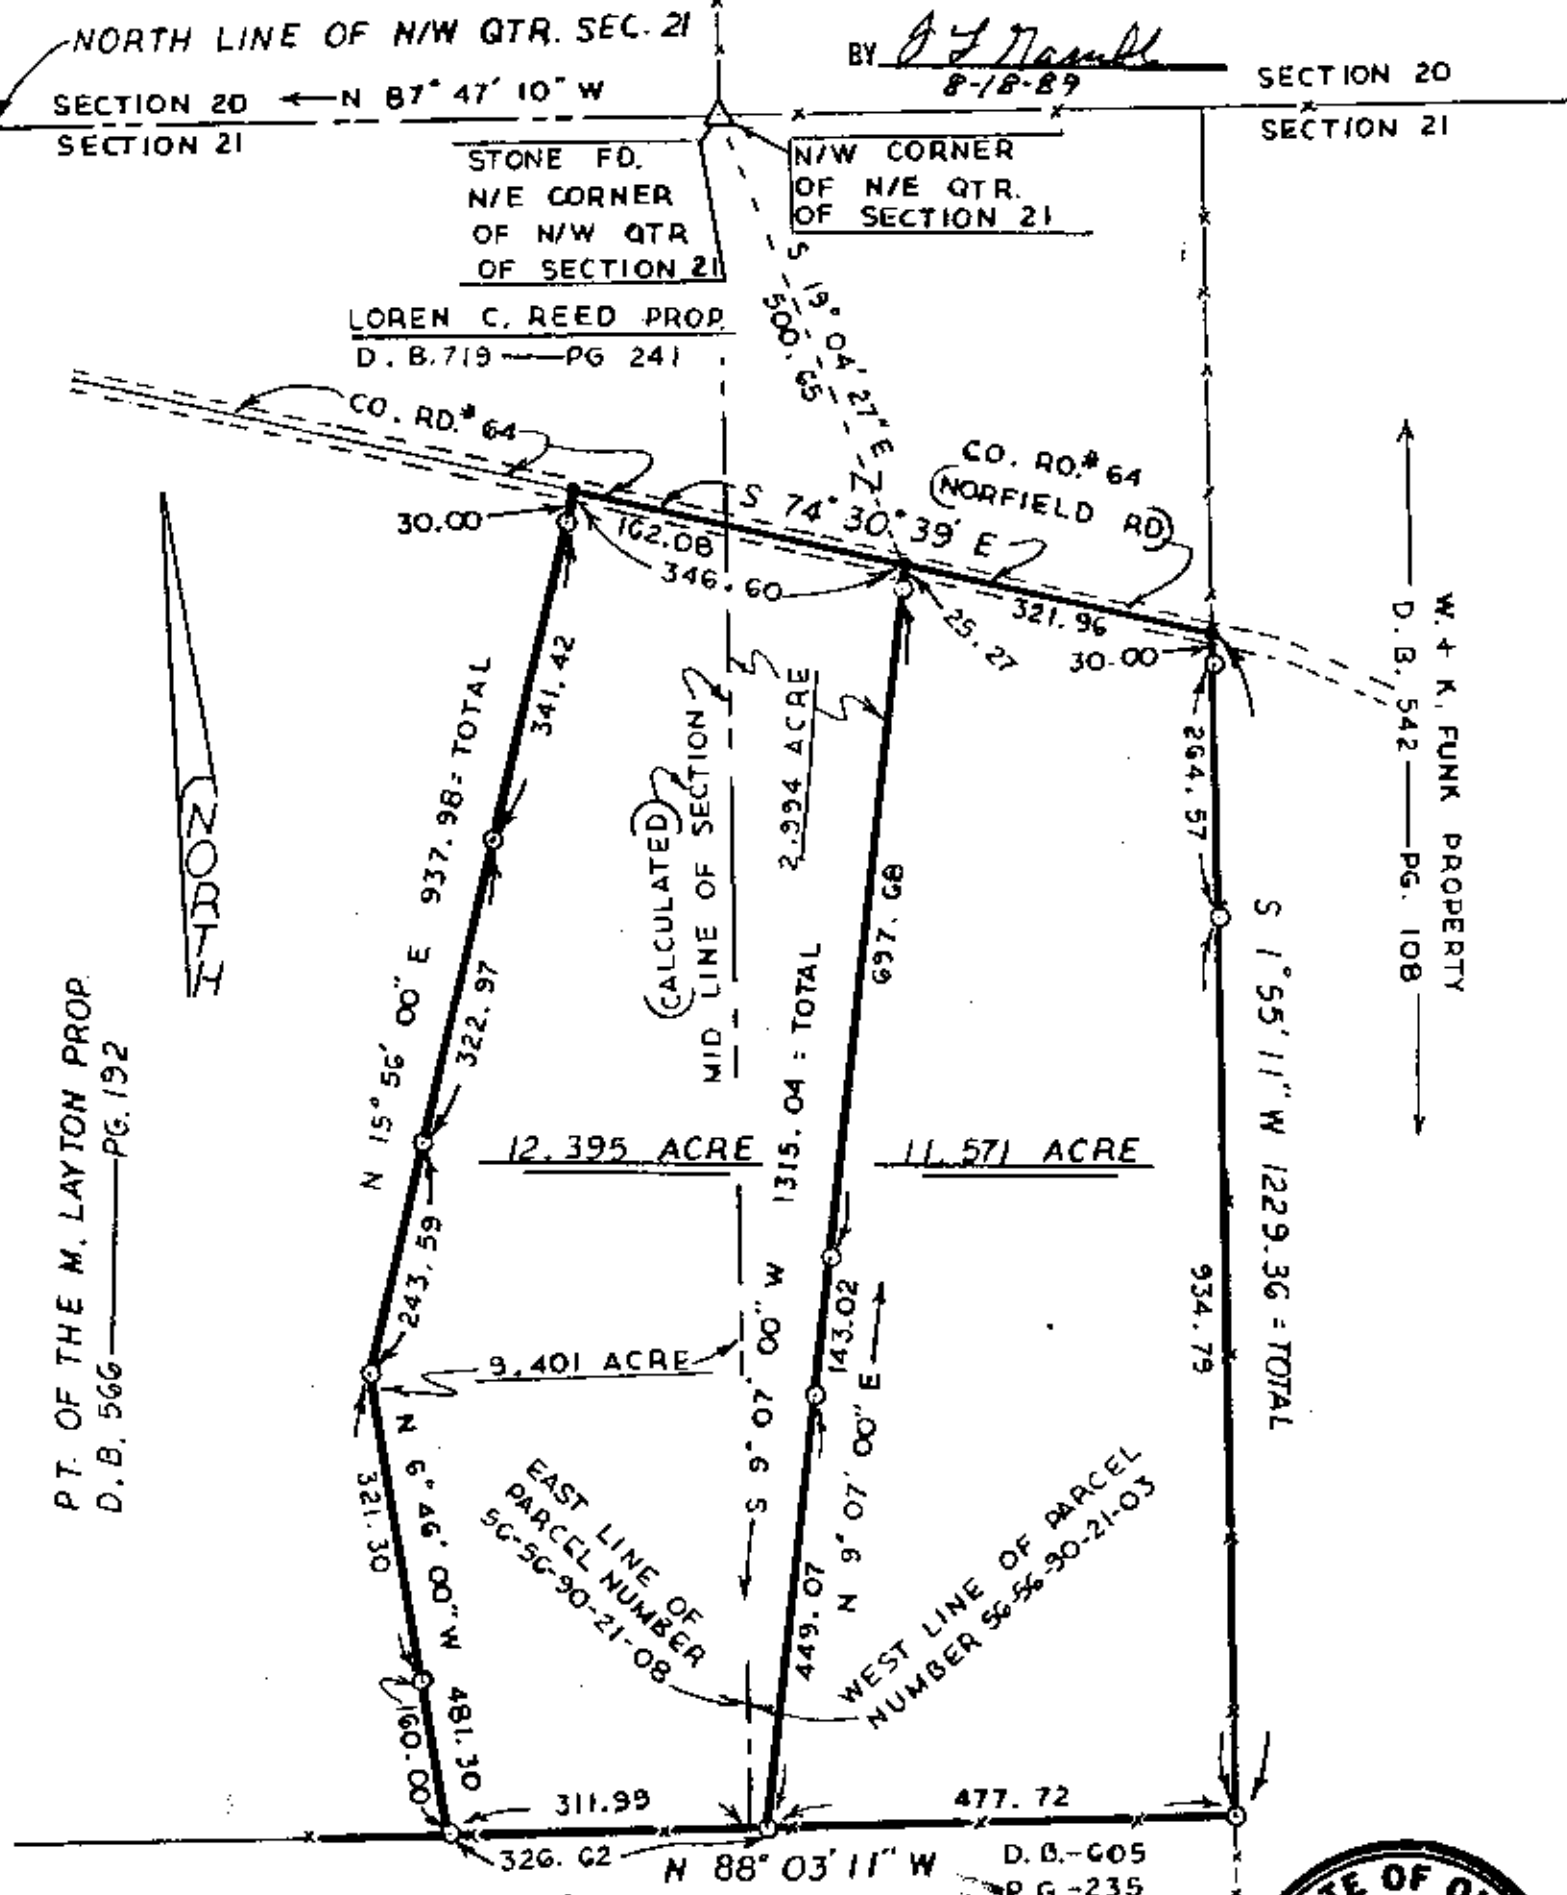 NORTH LINE OF N/W QTR. SEC. 21
BY
8-18-89
SECTION 20
N 87° 47' 10" W
SECTION 20
SECTION 21
SECTION 21
STONE FD.
N/E CORNER
OF N/W QTR
OF SECTION 21
N/W CORNER
OF N/E QTR.
OF SECTION 21
S 19° 04' 27" E
500.65
LOREN C. REED PROP.
D. B. 719 — PG 241
CO. RD. # 64
CO. RD. # 64
(NORFIELD RD)
S 74° 30° 39' E
30.00
162.08
346.60
25.27
321.96
30.00
W. + K. FUNK PROPERTY
D. B. 542 — PG. 108
341.42
937.98 = TOTAL
N 15° 56' 00" E
322.97
243.59
NORTH
(CALCULATED)
MID LINE OF SECTION
2.994 ACRE
697.68
264.57
S 1° 55' 11" W 1229.36 = TOTAL
934.79
PT. OF THE M. LAYTON PROP.
D. B. 566 — PG. 192
12.395 ACRE
11.571 ACRE
S 9° 07' 00" W 1315.04 = TOTAL
143.02
N 9° 07' 00" E
449.07
9.401 ACRE
N 6° 46' 00" W 481.30
321.30
160.00
EAST LINE OF
PARCEL NUMBER
56-56-90-21-08
WEST LINE OF PARCEL
NUMBER 56-56-90-21-03
311.99
477.72
326.62
N 88° 03' 11" W
D. B.-605
PG.-235